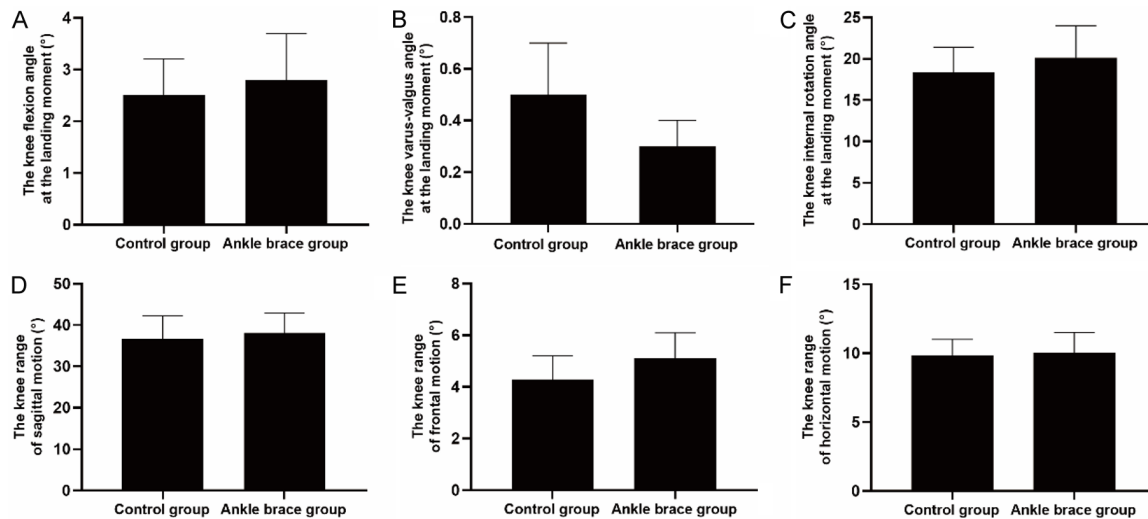 A
The knee flexion angle
at the landing moment (°)
4
3
2
1
0
Control group
Ankle brace group
B
The knee varus-valgus angle
at the landing moment (°)
0.8
0.6
0.4
0.2
0.0
Control group
Ankle brace group
C
The knee internal rotation angle
at the landing moment (°)
25
20
15
10
5
0
Control group
Ankle brace group
D
The knee range
of sagittal motion (°)
50
40
30
20
10
0
Control group
Ankle brace group
E
The knee range
of frontal motion (°)
8
6
4
2
0
Control group
Ankle brace group
F
The knee range
of horizontal motion (°)
15
10
5
0
Control group
Ankle brace group